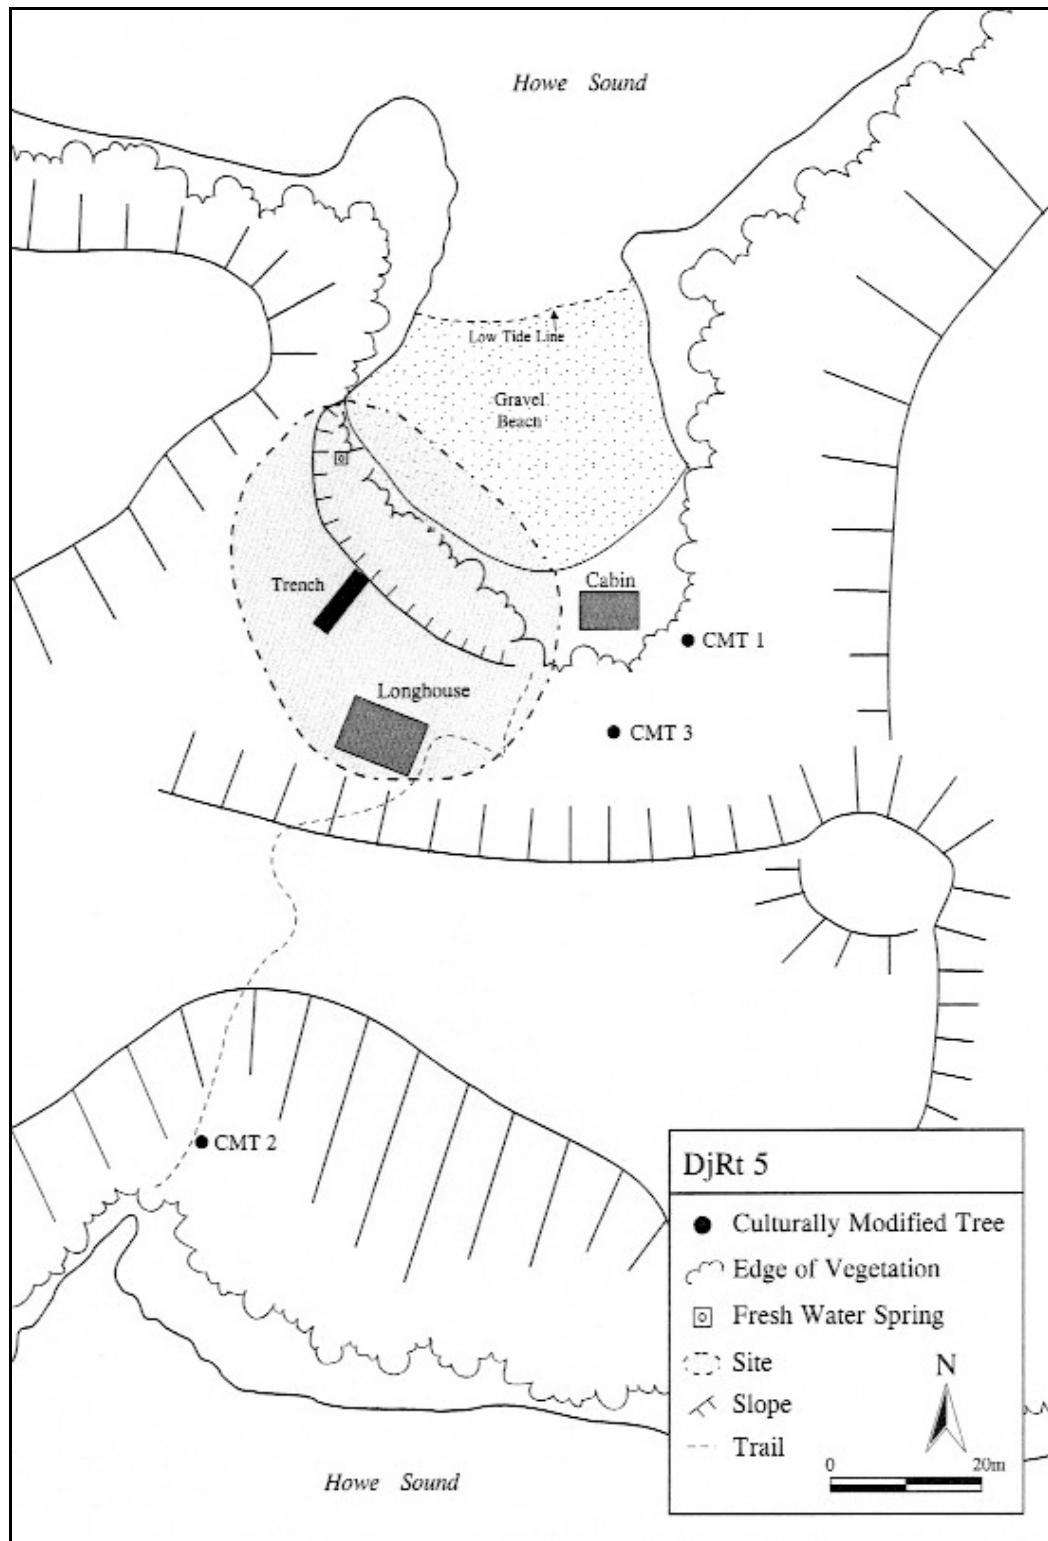 Howe Sound
Low Tide Line
Gravel
Beach
Trench
Cabin
CMT 1
Longhouse
CMT 3
CMT 2
DjRt 5
Culturally Modified Tree
Edge of Vegetation
Fresh Water Spring
Site
N
Slope
Trail
0 20m
Howe Sound